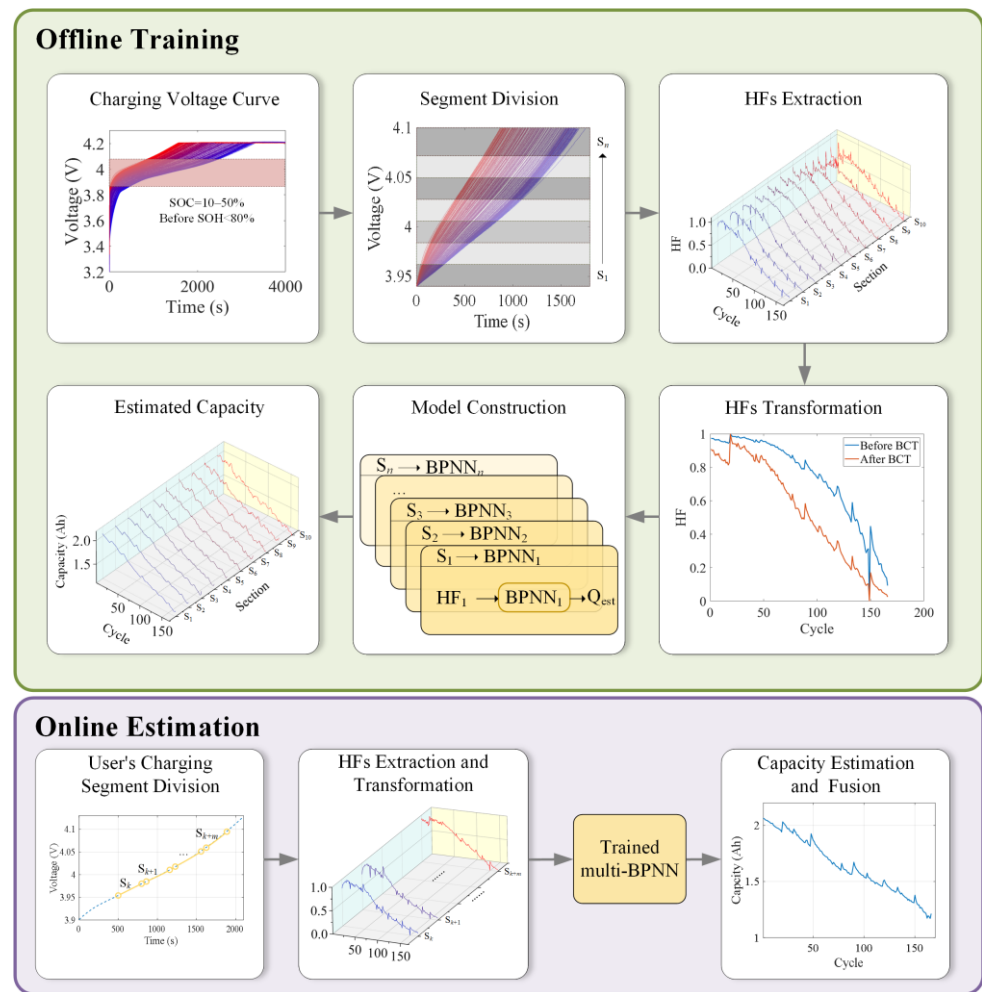 Offline Training
Charging Voltage Curve
0 2000 4000
4.2
4
3.8
3.6
3.4
3.2
Voltage (V)
SOC=10–50%
Before SOH<80%
Time (s)
Segment Division
4.1
4.05
4
3.95
Voltage (V)
Sn
S1
0 500 1000 1500
Time (s)
HFs Extraction
HF
1.0
0.5
0.0
50
100
150
Cycle
S1
S2
S3
S4
S5
S6
S7
S8
S9
S10
Section
Estimated Capacity
Capacity (Ah)
2.0
1.5
50
100
150
Cycle
S1
S2
S3
S4
S5
S6
S7
S8
S9
S10
Section
Model Construction
Sn → BPNNn
...
S3 → BPNN3
S2 → BPNN2
S1 → BPNN1
HF1 → BPNN1 → Qest
HFs Transformation
1
0.8
0.6
0.4
0.2
0
HF
Before BCT
After BCT
0 50 100 150 200
Cycle
Online Estimation
User's Charging
Segment Division
4.1
4.05
4
3.95
3.9
Voltage (V)
Sk
Sk+1
...
Sk+m
0 500 1000 1500 2000
Time (s)
HFs Extraction and
Transformation
1.0
0.5
0.0
50
100
150
Sk
Sk+1
......
......
Sk+m
Trained
multi-BPNN
Capacity Estimation
and Fusion
2
1.5
1
Capcity (Ah)
50 100 150
Cycle